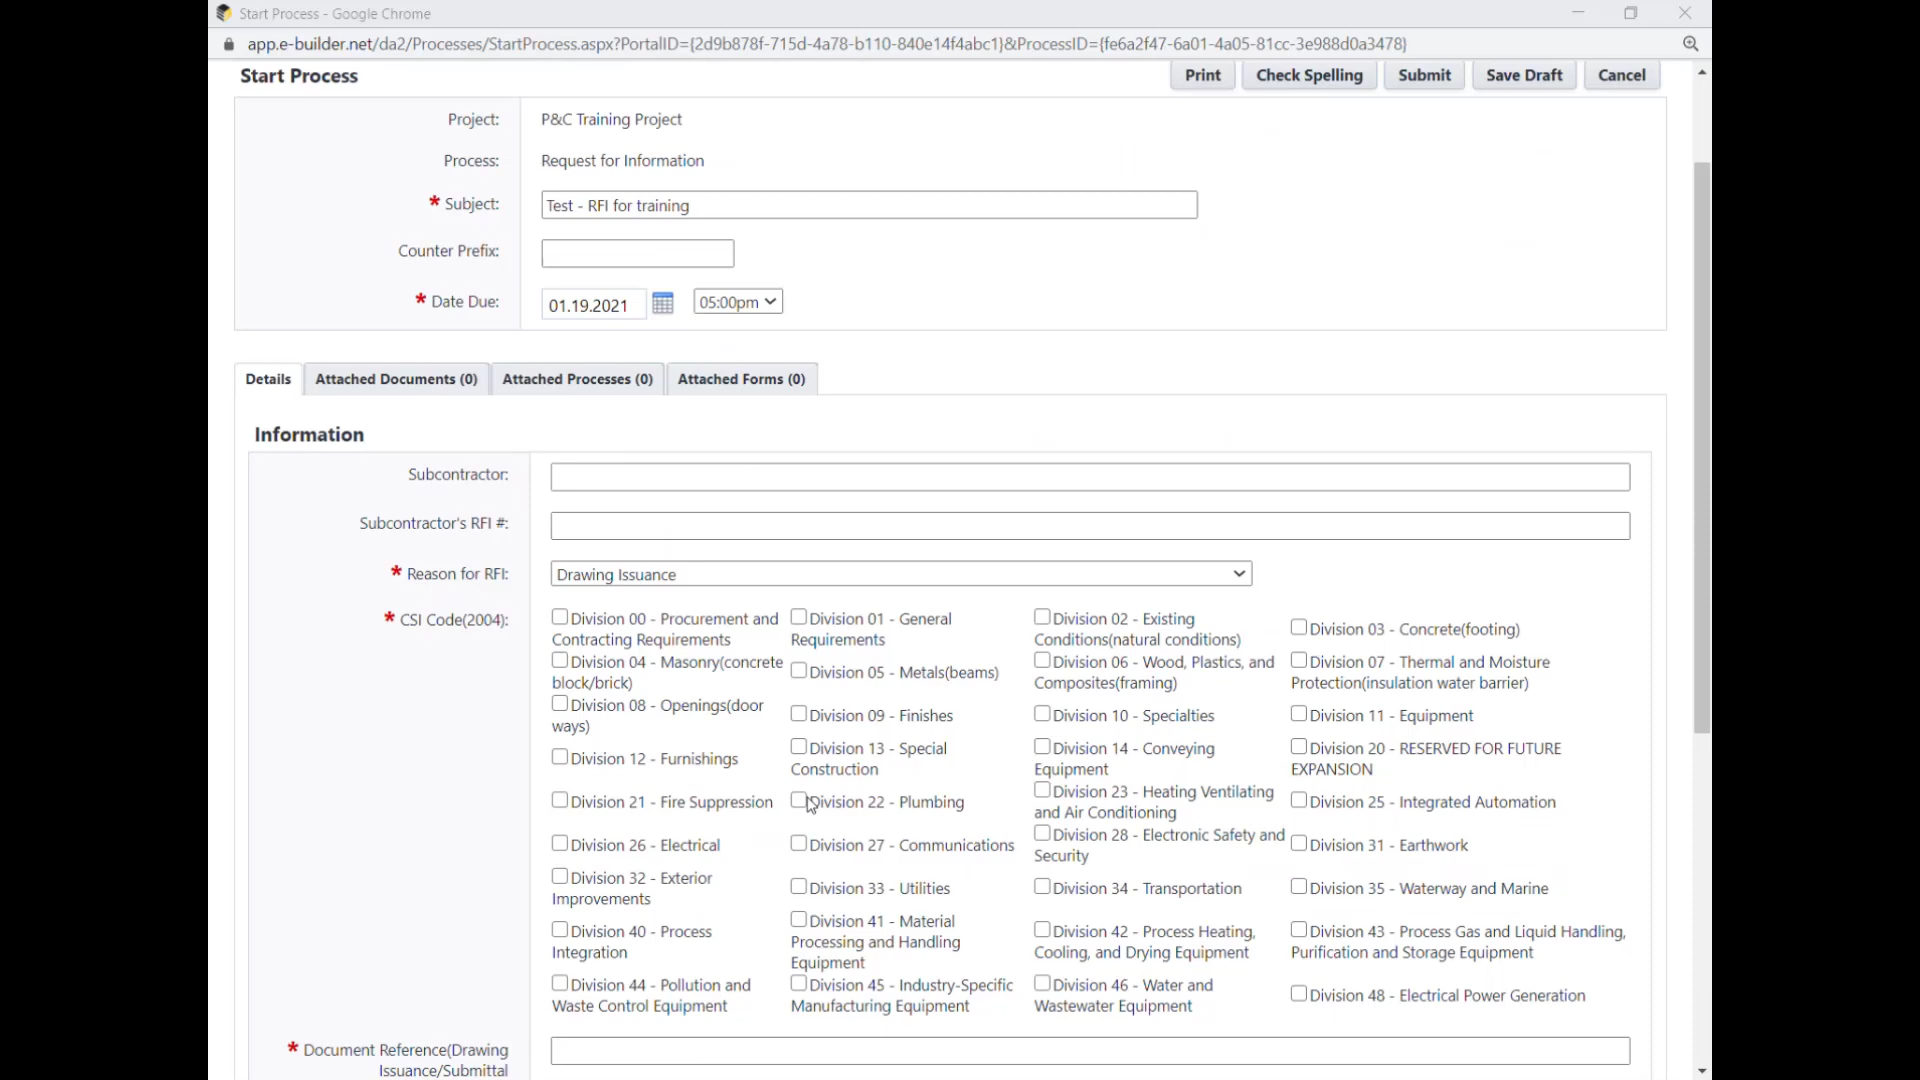 Start Process - Google Chrome
app.e-builder.net/da2/Processes/StartProcess.aspx?PortalID={2d9b878f-715d-4a78-b110-840e14f4abc1}&ProcessID={fe6a2f47-6a01-4a05-81cc-3e988d0a3478}
Start Process Print Check Spelling Submit Save Draft Cancel
Project: P&C Training Project
Process: Request for Information
* Subject: Test - RFI for training
Counter Prefix:
* Date Due: 01.19.2021 05:00pm
Details Attached Documents (0) Attached Processes (0) Attached Forms (0)
Information
Subcontractor:
Subcontractor's RFI #:
* Reason for RFI: Drawing Issuance
* CSI Code(2004):
Division 00 - Procurement and
Contracting Requirements
Division 01 - General
Requirements
Division 02 - Existing
Conditions(natural conditions)
Division 03 - Concrete(footing)
Division 04 - Masonry(concrete
block/brick)
Division 05 - Metals(beams)
Division 06 - Wood, Plastics, and
Composites(framing)
Division 07 - Thermal and Moisture
Protection(insulation water barrier)
Division 08 - Openings(door
ways)
Division 09 - Finishes
Division 10 - Specialties
Division 11 - Equipment
Division 12 - Furnishings
Division 13 - Special
Construction
Division 14 - Conveying
Equipment
Division 20 - RESERVED FOR FUTURE
EXPANSION
Division 21 - Fire Suppression
Division 22 - Plumbing
Division 23 - Heating Ventilating
and Air Conditioning
Division 25 - Integrated Automation
Division 26 - Electrical
Division 27 - Communications
Division 28 - Electronic Safety and
Security
Division 31 - Earthwork
Division 32 - Exterior
Improvements
Division 33 - Utilities
Division 34 - Transportation
Division 35 - Waterway and Marine
Division 40 - Process
Integration
Division 41 - Material
Processing and Handling
Equipment
Division 42 - Process Heating,
Cooling, and Drying Equipment
Division 43 - Process Gas and Liquid Handling,
Purification and Storage Equipment
Division 44 - Pollution and
Waste Control Equipment
Division 45 - Industry-Specific
Manufacturing Equipment
Division 46 - Water and
Wastewater Equipment
Division 48 - Electrical Power Generation
* Document Reference(Drawing
Issuance/Submittal